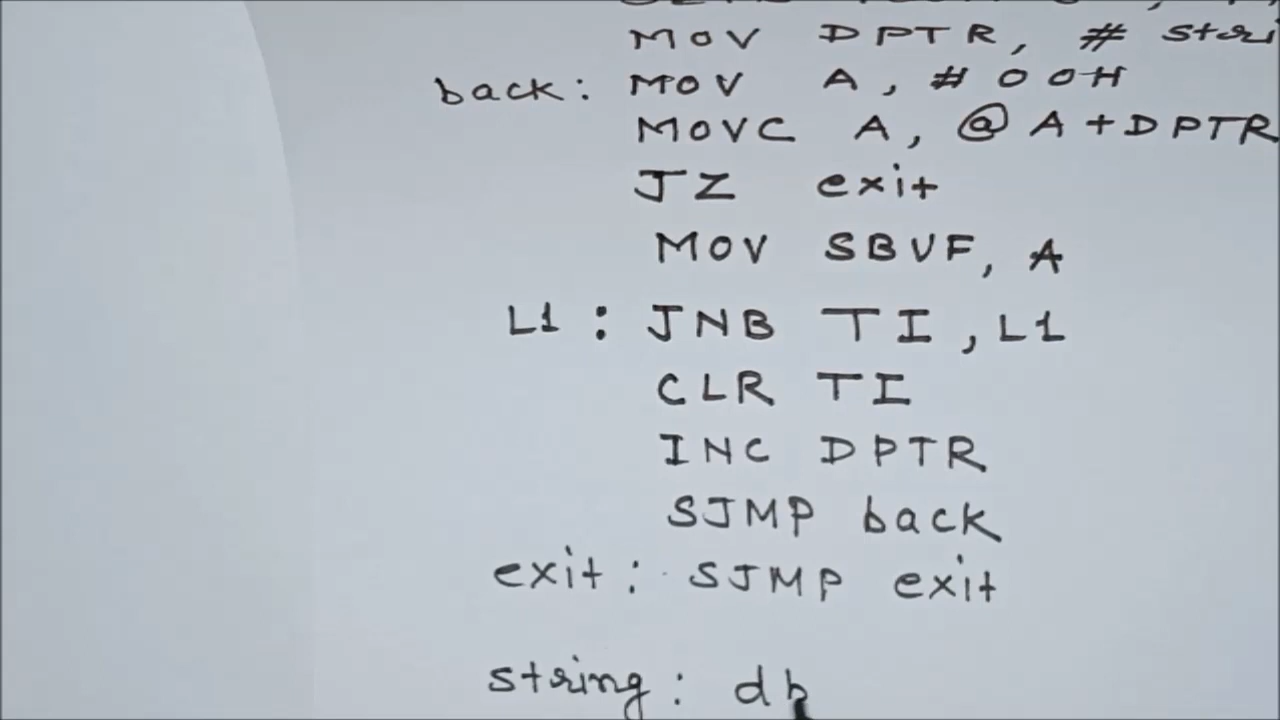 MOV DPTR, #
back: MOV A, #00H
MOVC A, @A+DPTR
JZ exit
MOV SBUF, A
L1: JNB TI, L1
CLR TI
INC DPTR
SJMP back
exit: SJMP exit
string: db